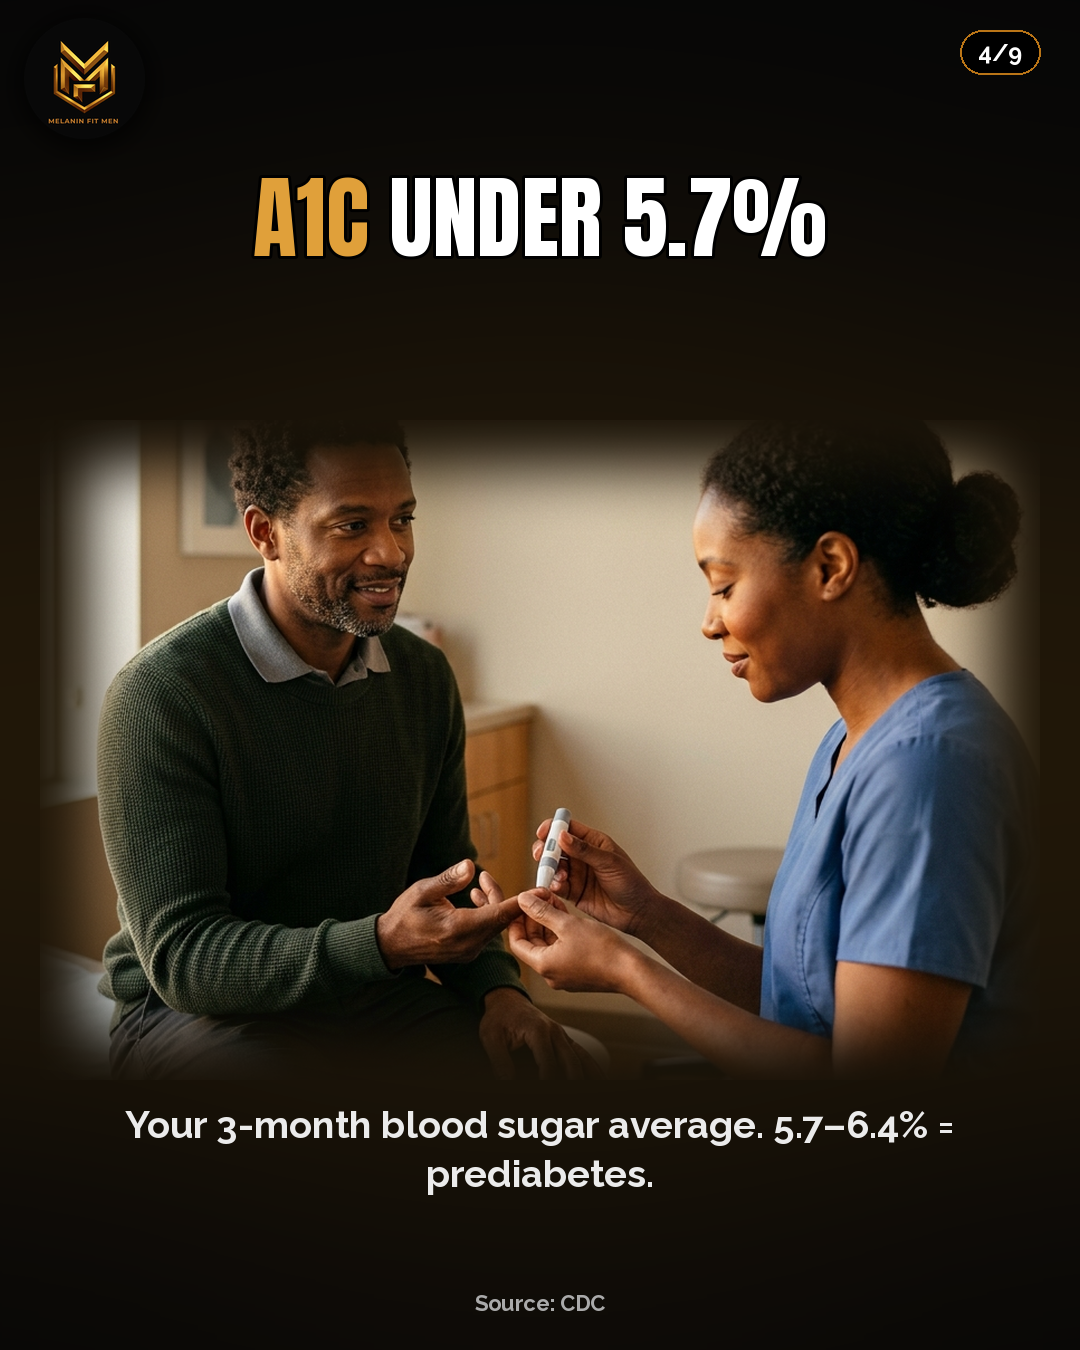 MELANIN FIT MEN
4/9
A1C UNDER 5.7%
Your 3-month blood sugar average. 5.7–6.4% =
prediabetes.
Source: CDC